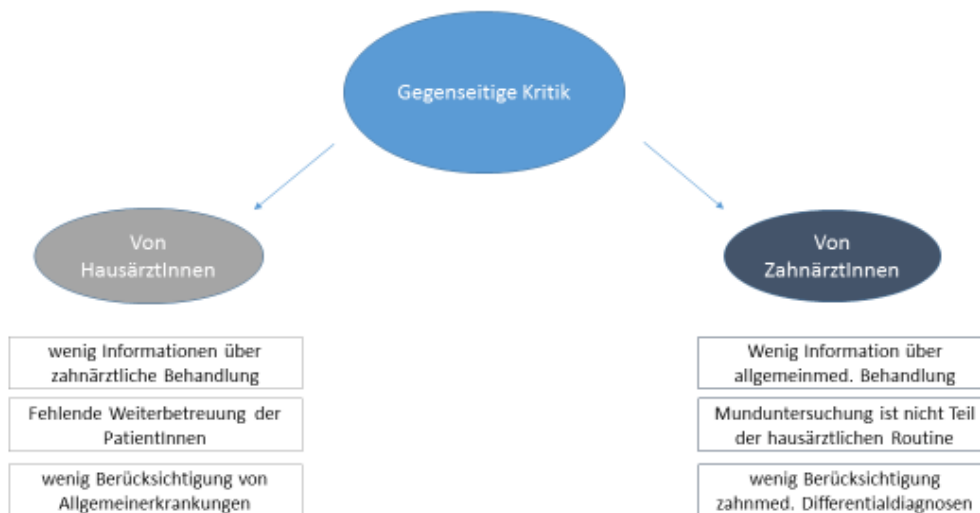 Gegenseitige Kritik
Von
HausärztInnen
wenig Informationen über
zahnärztliche Behandlung
Fehlende Weiterbetreuung der
PatientInnen
wenig Berücksichtigung von
Allgemeinerkrankungen
Von
ZahnärztInnen
Wenig Information über
allgemeinmed. Behandlung
Munduntersuchung ist nicht Teil
der hausärztlichen Routine
wenig Berücksichtigung
zahnmed. Differentialdiagnosen